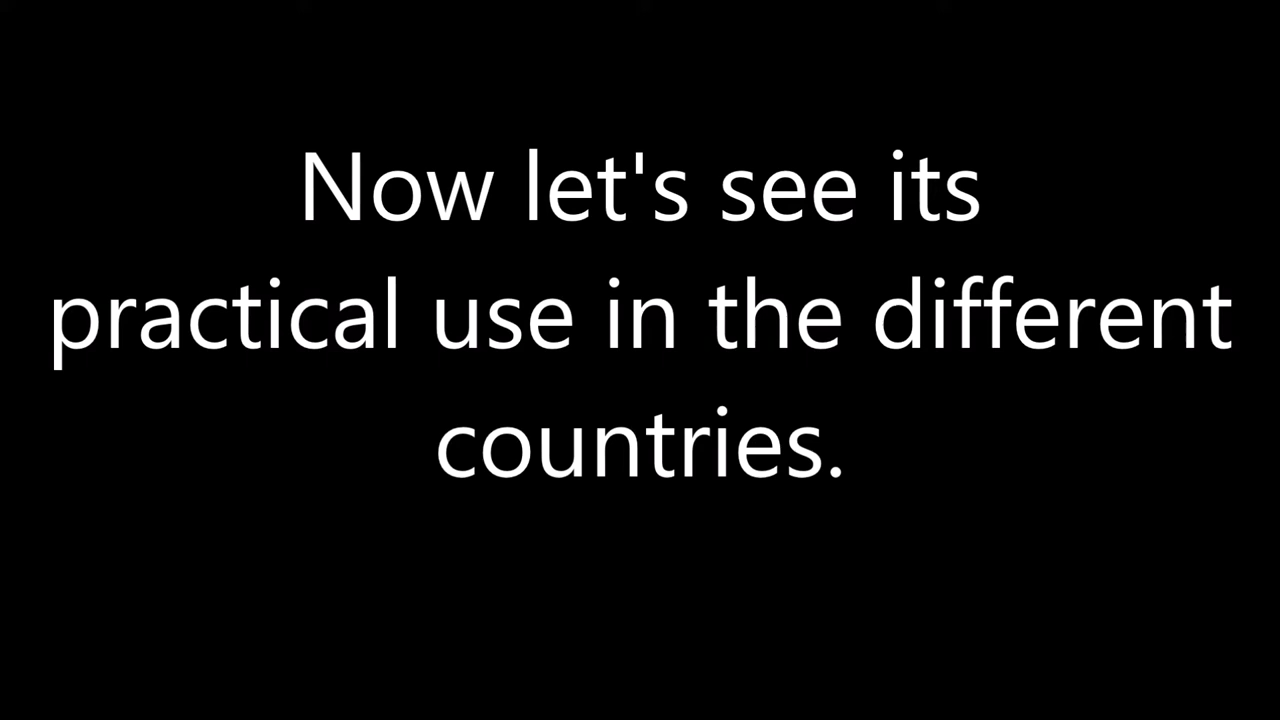 Now let's see its
practical use in the different
countries.